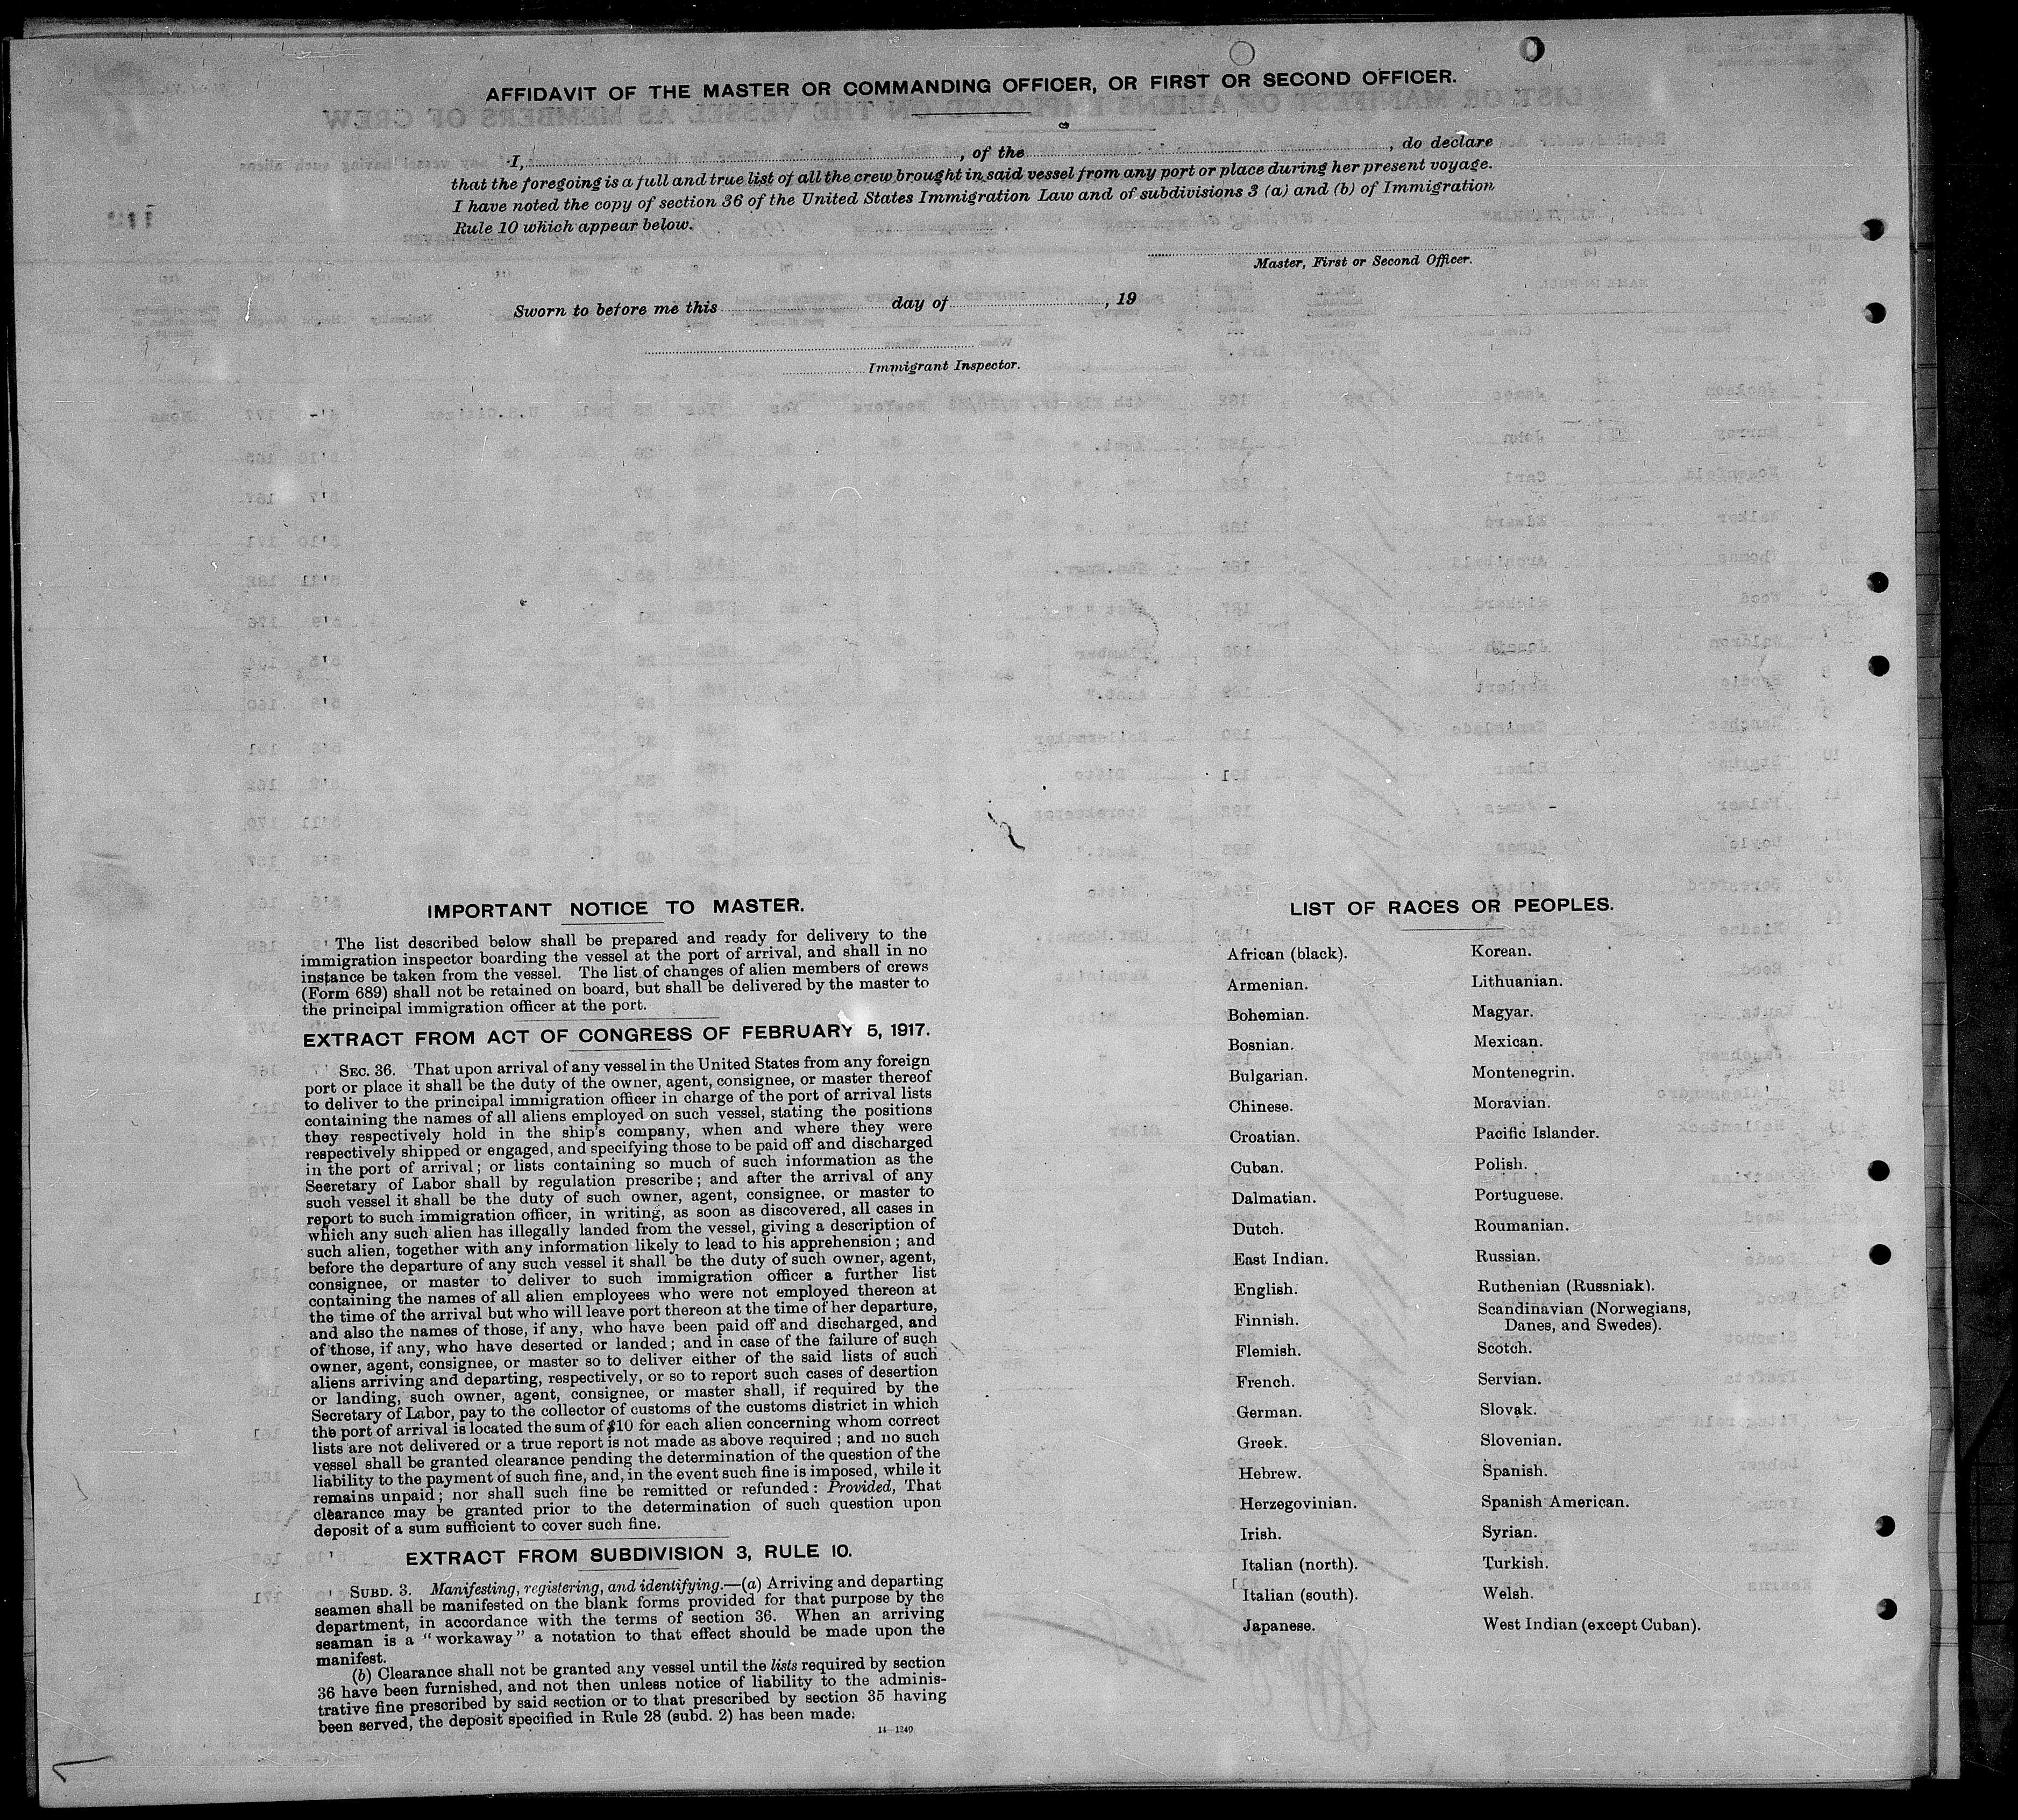 AFFIDAVIT OF THE MASTER OR COMMANDING OFFICER, OR FIRST OR SECOND OFFICER.
I, , of the , do declare
that the foregoing is a full and true list of all the crew brought in said vessel from any port or place during her present voyage.
I have noted the copy of section 36 of the United States Immigration Law and of subdivisions 3 (a) and (b) of Immigration
Rule 10 which appear below.
Master, First or Second Officer.
Sworn to before me this day of , 19
Immigrant Inspector.
IMPORTANT NOTICE TO MASTER.
The list described below shall be prepared and ready for delivery to the
immigration inspector boarding the vessel at the port of arrival, and shall in no
instance be taken from the vessel. The list of changes of alien members of crews
(Form 689) shall not be retained on board, but shall be delivered by the master to
the principal immigration officer at the port.
EXTRACT FROM ACT OF CONGRESS OF FEBRUARY 5, 1917.
SEC. 36. That upon arrival of any vessel in the United States from any foreign
port or place it shall be the duty of the owner, agent, consignee, or master thereof
to deliver to the principal immigration officer in charge of the port of arrival lists
containing the names of all aliens employed on such vessel, stating the positions
they respectively hold in the ship's company, when and where they were
respectively shipped or engaged, and specifying those to be paid off and discharged
in the port of arrival; or lists containing so much of such information as the
Secretary of Labor shall by regulation prescribe; and after the arrival of any
such vessel it shall be the duty of such owner, agent, consignee, or master to
report to such immigration officer, in writing, as soon as discovered, all cases in
which any such alien has illegally landed from the vessel, giving a description of
such alien, together with any information likely to lead to his apprehension; and
before the departure of any such vessel it shall be the duty of such owner, agent,
consignee, or master to deliver to such immigration officer a further list
containing the names of all alien employees who were not employed thereon at
the time of the arrival but who will leave port thereon at the time of her departure,
and also the names of those, if any, who have been paid off and discharged, and
of those, if any, who have deserted or landed; and in case of the failure of such
owner, agent, consignee, or master so to deliver either of the said lists of such
aliens arriving and departing, respectively, or so to report such cases of desertion
or landing, such owner, agent, consignee, or master shall, if required by the
Secretary of Labor, pay to the collector of customs of the customs district in which
the port of arrival is located the sum of $10 for each alien concerning whom correct
lists are not delivered or a true report is not made as above required; and no such
vessel shall be granted clearance pending the determination of the question of the
liability to the payment of such fine, and, in the event such fine is imposed, while it
remains unpaid; nor shall such fine be remitted or refunded: Provided, That
clearance may be granted prior to the determination of such question upon
deposit of a sum sufficient to cover such fine.
EXTRACT FROM SUBDIVISION 3, RULE 10.
SUBD. 3. Manifesting, registering, and identifying.—(a) Arriving and departing
seamen shall be manifested on the blank forms provided for that purpose by the
department, in accordance with the terms of section 36. When an arriving
seaman is a "workaway" a notation to that effect should be made upon the
manifest.
(b) Clearance shall not be granted any vessel until the lists required by section
36 have been furnished, and not then unless notice of liability to the adminis-
trative fine prescribed by said section or to that prescribed by section 35 having
been served, the deposit specified in Rule 28 (subd. 2) has been made.
14—1240
LIST OF RACES OR PEOPLES.
African (black).
Armenian.
Bohemian.
Bosnian.
Bulgarian.
Chinese.
Croatian.
Cuban.
Dalmatian.
Dutch.
East Indian.
English.
Finnish.
Flemish.
French.
German.
Greek.
Hebrew.
Herzegovinian.
Irish.
Italian (north).
Italian (south).
Japanese.
Korean.
Lithuanian.
Magyar.
Mexican.
Montenegrin.
Moravian.
Pacific Islander.
Polish.
Portuguese.
Roumanian.
Russian.
Ruthenian (Russniak).
Scandinavian (Norwegians,
Danes, and Swedes).
Scotch.
Servian.
Slovak.
Slovenian.
Spanish.
Spanish American.
Syrian.
Turkish.
Welsh.
West Indian (except Cuban).